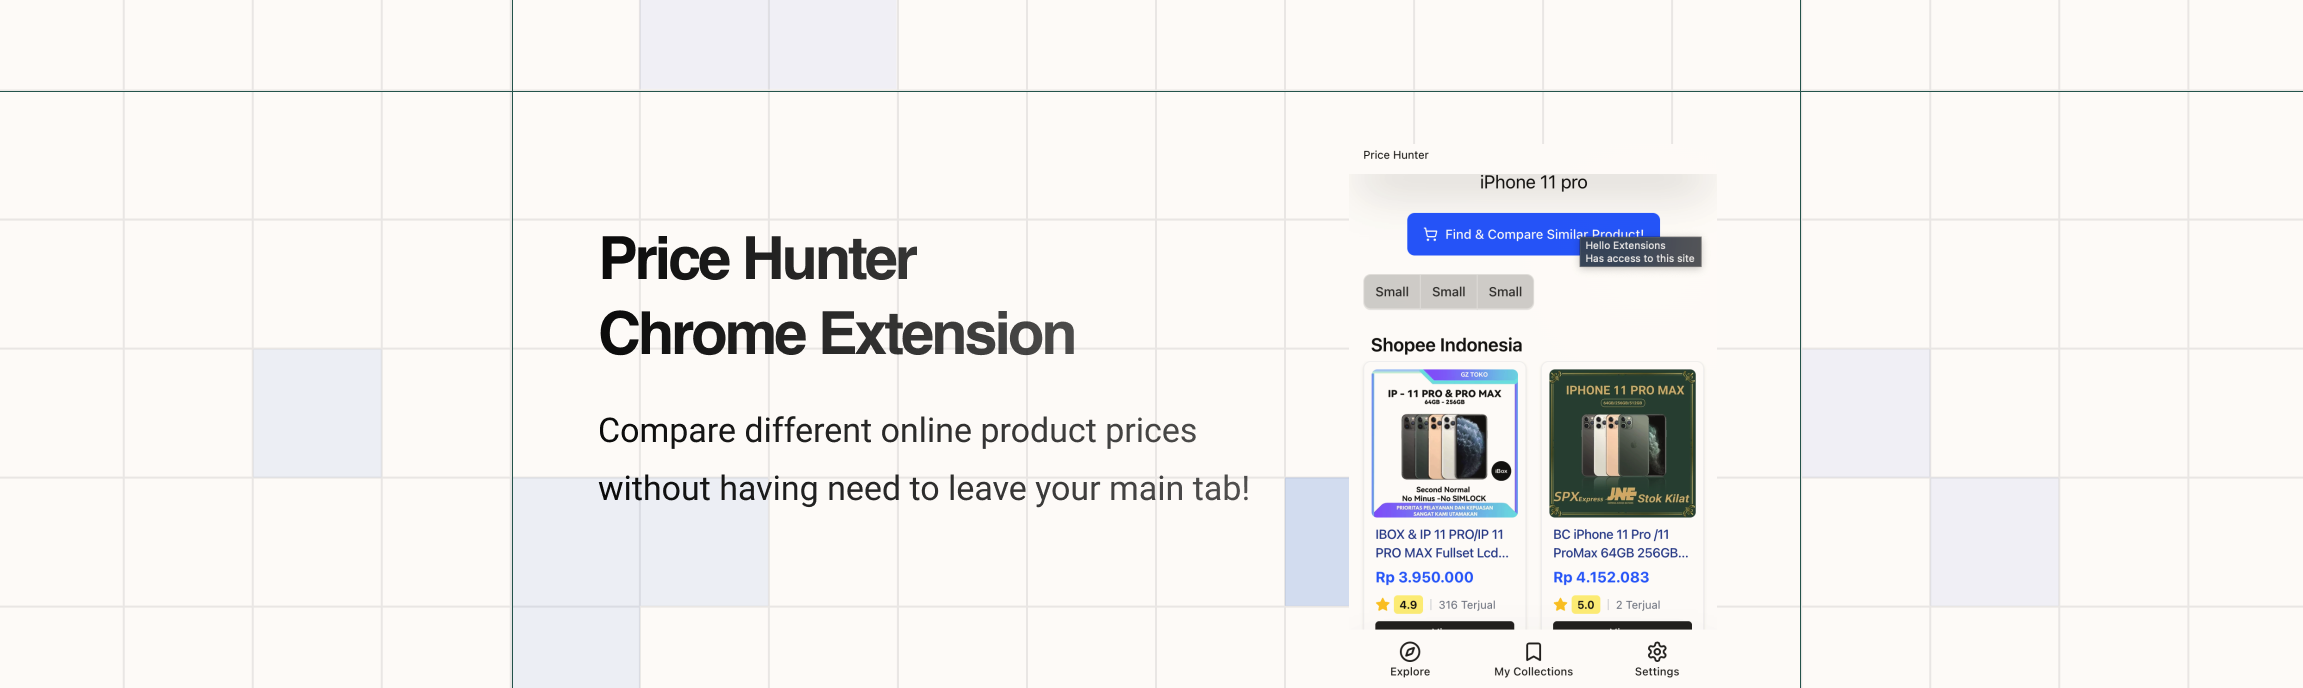 Price Hunter
Chrome Extension
Compare different online product prices
without having need to leave your main tab!
Price Hunter
iPhone 11 pro
Find & Compare Similar Product!
Hello Extensions
Has access to this site
Small Small Small
Shopee Indonesia
GZ TOKO
IP - 11 PRO & PRO MAX
64GB - 256GB
iBox
Second Normal
No Minus -No SIMLOCK
PRIORITAS PELAYANAN DAN KEPUASAN
SANGAT KAMI UTAMAKAN
IBOX & IP 11 PRO/IP 11
PRO MAX Fullset Lcd...
Rp 3.950.000
4.9 | 316 Terjual
IPHONE 11 PRO MAX
SPX Express JNE Stok Kilat
BC iPhone 11 Pro /11
ProMax 64GB 256GB...
Rp 4.152.083
5.0 | 2 Terjual
Explore
My Collections
Settings